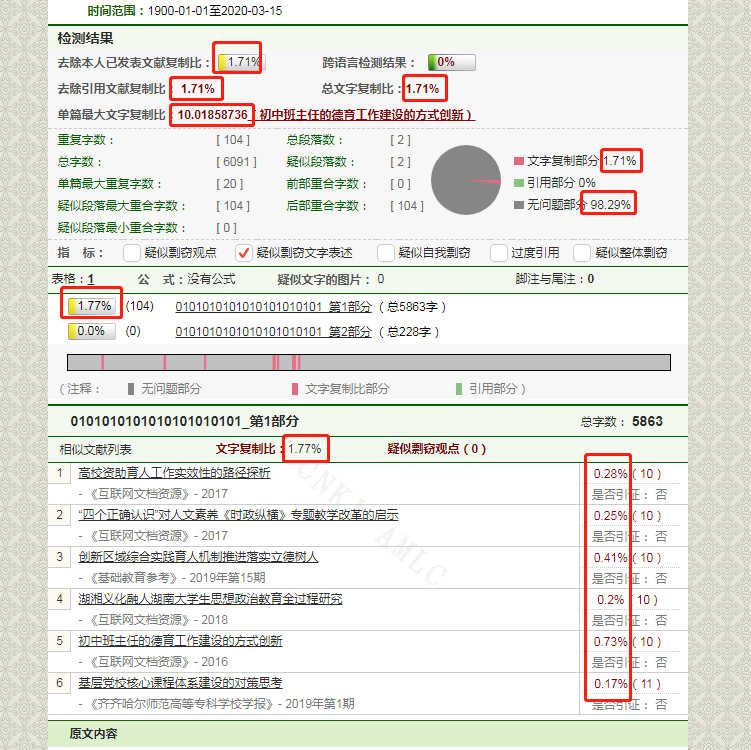 时间范围：1900-01-01至2020-03-15
检测结果
去除本人已发表文献复制比： 1.71% 跨语言检测结果： 0%
去除引用文献复制比： 1.71% 总文字复制比：1.71%
单篇最大文字复制比：10.01858736（初中班主任的德育工作建设的方式创新）
重复字数： [ 104 ] 总段落数： [ 2 ]
总字数： [ 6091 ] 疑似段落数： [ 2 ]
单篇最大重复字数： [ 20 ] 前部重合字数： [ 0 ]
疑似段落最大重合字数： [ 104 ] 后部重合字数： [ 104 ]
疑似段落最小重合字数： [ 0 ]
文字复制部分 1.71%
引用部分 0%
无问题部分 98.29%
指 标： 疑似剽窃观点 疑似剽窃文字表述 疑似自我剽窃 过度引用 疑似整体剽窃
表格：1 公 式：没有公式 疑似文字的图片： 0 脚注与尾注：0
1.77% (104) 0101010101010101010101_第1部分 （ 总5863字 ）
0.0% (0) 0101010101010101010101_第2部分 （ 总228字 ）
（ 注释： 无问题部分 文字复制比部分 引用部分 ）
0101010101010101010101_第1部分 总字数： 5863
相似文献列表 文字复制比：1.77% 疑似剽窃观点（ 0 ）
1 高校资助育人工作实效性的路径探析 0.28%（ 10 ）
- 《互联网文档资源》- 2017 是否引证： 否
2 “四个正确认识”对人文素养《时政纵横》专题教学改革的启示 0.25%（ 10 ）
- 《互联网文档资源》- 2017 是否引证： 否
3 创新区域综合实践育人机制推进落实立德树人 0.41%（ 10 ）
- 《基础教育参考》- 2019年第15期 是否引证： 否
4 湖湘义化融人湖南大学生思想政治教育全过程研究 0.2%（ 10 ）
- 《互联网文档资源》- 2018 是否引证： 否
5 初中班主任的德育工作建设的方式创新 0.73%（ 10 ）
- 《互联网文档资源》- 2016 是否引证： 否
6 基层党校核心课程体系建设的对策思考 0.17%（ 11 ）
- 《齐齐哈尔师范高等专科学校学报》- 2019年第1期 是否引证： 否
原文内容
CNKI AMLC